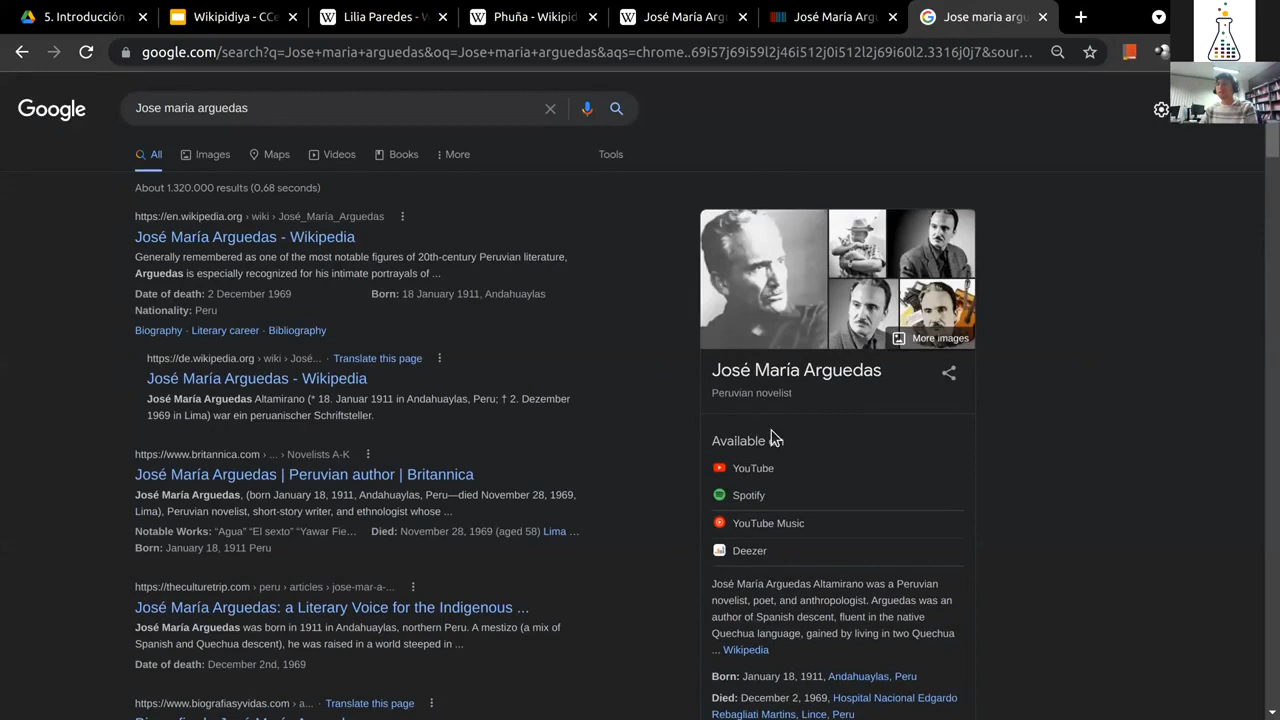 5. Introducción
Wikipidiya - CCe
Lilia Paredes - W
Phuña - Wikipid
José María Argu
José María Argu
Jose maria argu
google.com/search?q=Jose+maria+arguedas&oq=Jose+maria+arguedas&aqs=chrome..69i57j69i59l2j46i512j0i512l2j69i60l2.3316j0j7&sour...
Google
Jose maria arguedas
All
Images
Maps
Videos
Books
More
Tools
About 1.320.000 results (0,68 seconds)
https://en.wikipedia.org › wiki › José_María_Arguedas
José María Arguedas - Wikipedia
Generally remembered as one of the most notable figures of 20th-century Peruvian literature,
Arguedas is especially recognized for his intimate portrayals of ...
Date of death: 2 December 1969 Born: 18 January 1911, Andahuaylas
Nationality: Peru
Biography · Literary career · Bibliography
https://de.wikipedia.org › wiki › José... · Translate this page
José María Arguedas - Wikipedia
José María Arguedas Altamirano (* 18. Januar 1911 in Andahuaylas, Peru; † 2. Dezember
1969 in Lima) war ein peruanischer Schriftsteller.
https://www.britannica.com › ... › Novelists A-K
José María Arguedas | Peruvian author | Britannica
José María Arguedas, (born January 18, 1911, Andahuaylas, Peru—died November 28, 1969,
Lima), Peruvian novelist, short-story writer, and ethnologist whose ...
Notable Works: “Agua” “El sexto” “Yawar Fie... Died: November 28, 1969 (aged 58) Lima ...
Born: January 18, 1911 Peru
https://theculturetrip.com › peru › articles › jose-mar-a-...
José María Arguedas: a Literary Voice for the Indigenous ...
José María Arguedas was born in 1911 in Andahuaylas, northern Peru. A mestizo (a mix of
Spanish and Quechua descent), he was raised in a world steeped in ...
Date of death: December 2nd, 1969
https://www.biografiasyvidas.com › a... · Translate this page
More images
José María Arguedas
Peruvian novelist
Available on
YouTube
Spotify
YouTube Music
Deezer
José María Arguedas Altamirano was a Peruvian
novelist, poet, and anthropologist. Arguedas was an
author of Spanish descent, fluent in the native
Quechua language, gained by living in two Quechua
... Wikipedia
Born: January 18, 1911, Andahuaylas, Peru
Died: December 2, 1969, Hospital Nacional Edgardo
Rebagliati Martins, Lince, Peru